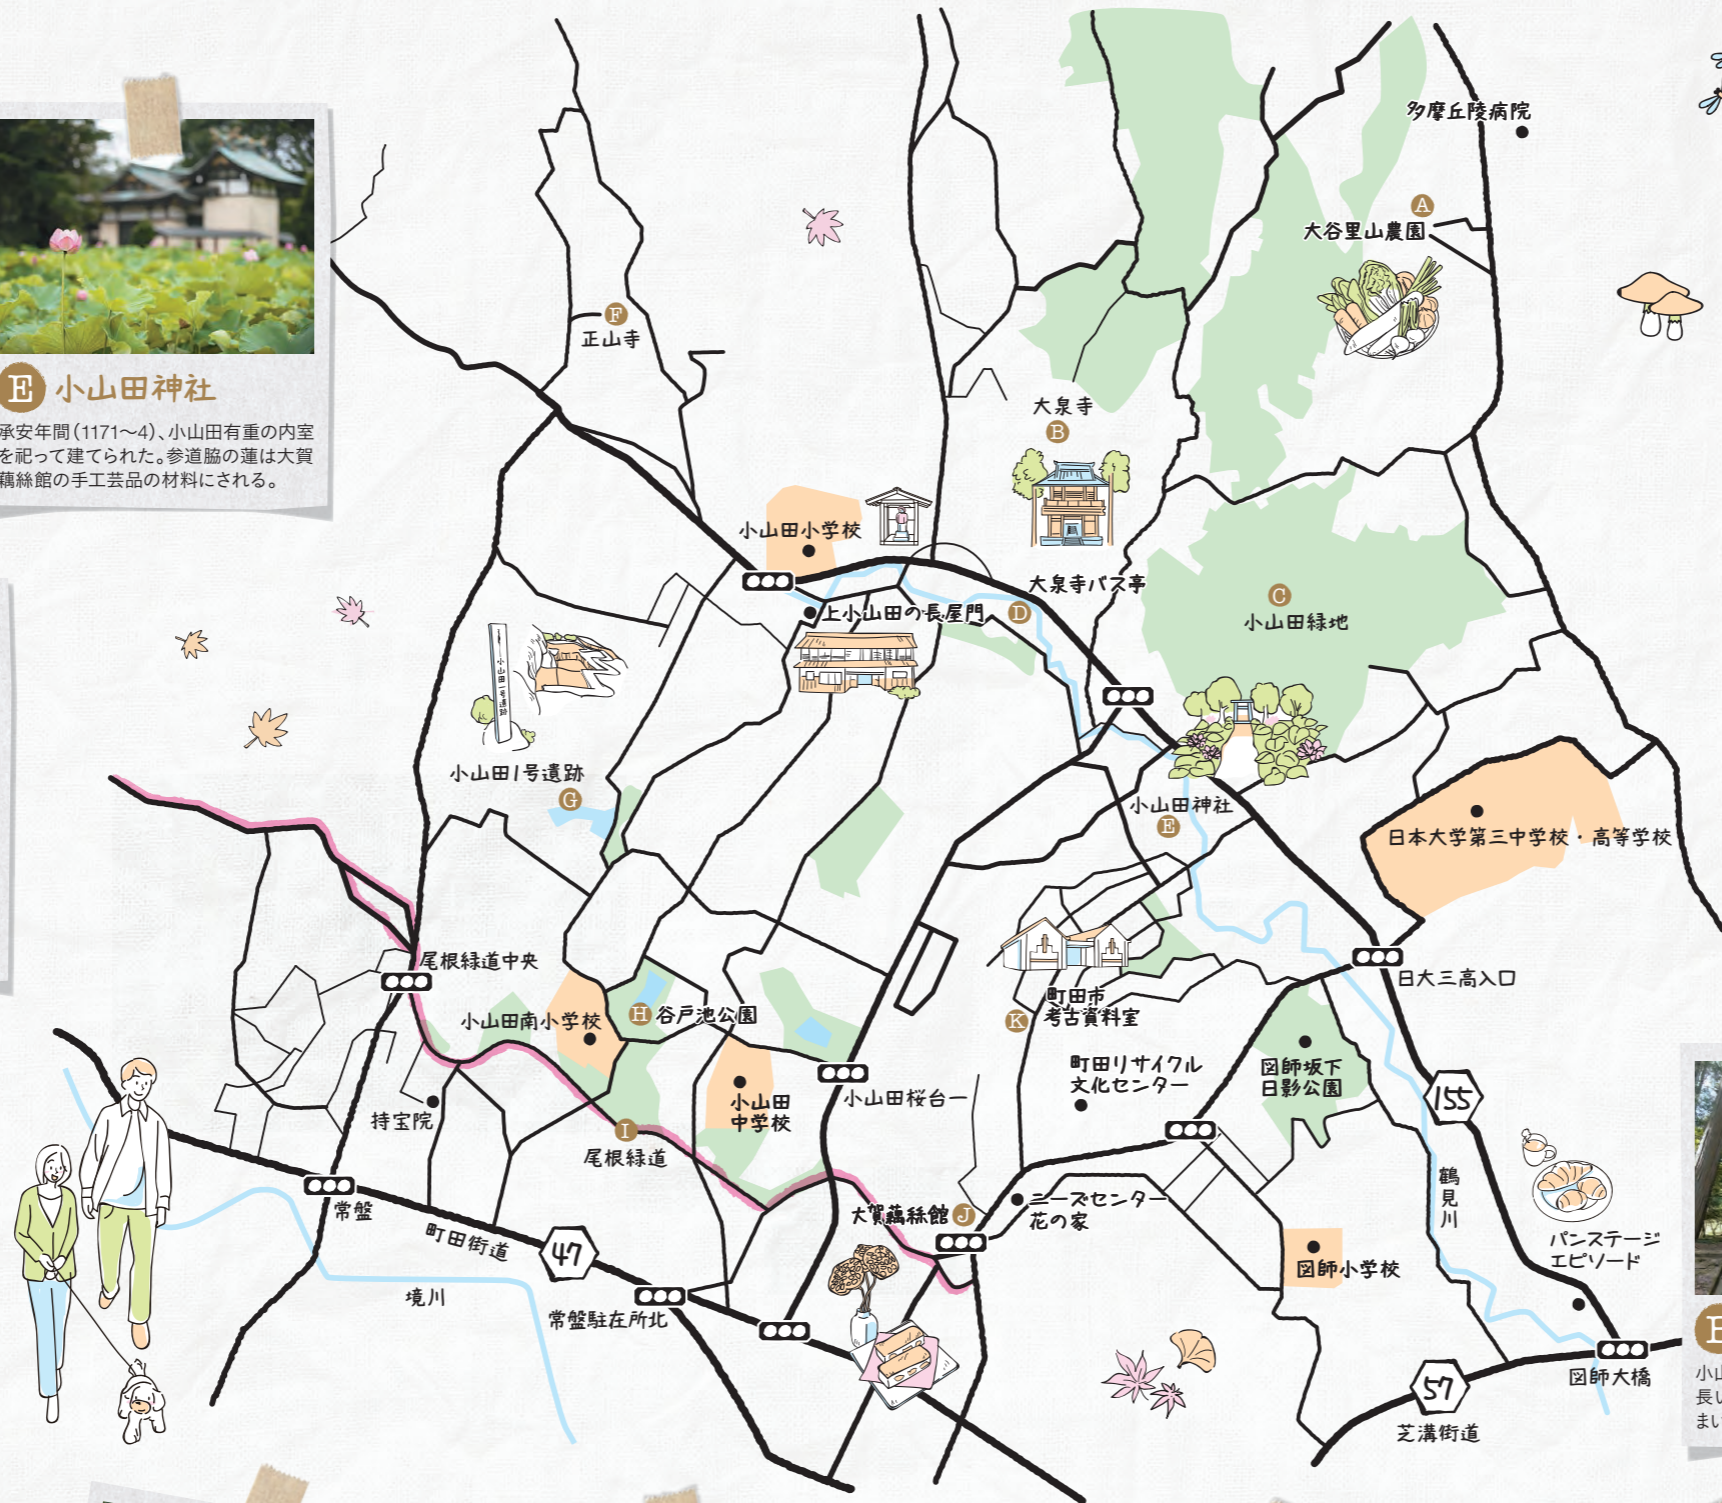 多摩丘陵病院
A
大谷里山農園
F
正山寺
E 小山田神社
承安年間(1171〜4)、小山田有重の内室
を祀って建てられた。参道脇の蓮は大賀
藕絲館の手工芸品の材料にされる。
大泉寺
B
小山田小学校
大泉寺バス亭
上小山田の長屋門
D
C
小山田緑地
小山田1号遺跡
小山田1号遺跡
G
小山田神社
E
日本大学第三中学校・高等学校
尾根緑道中央
日大三高入口
小山田南小学校
H 谷戸池公園
町田市
考古資料室
K
図師坂下
日影公園
町田リサイクル
文化センター
小山田桜台一
小山田
中学校
持宝院
155
I
尾根緑道
鶴見川
ニーズセンター
花の家
大賀藕絲館 J
常盤
町田街道
47
境川
常盤駐在所北
図師小学校
パンステージ
エピソード
図師大橋
57
芝溝街道
小山
長い
まい